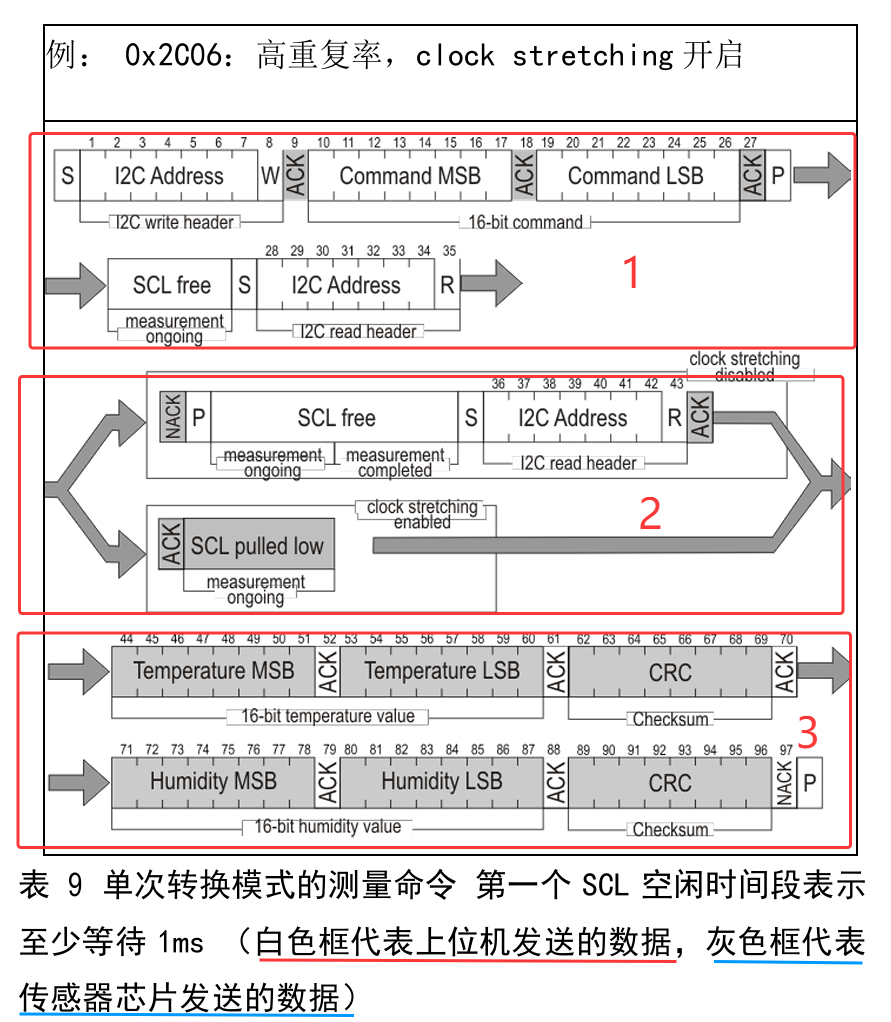 例： 0x2C06：高重复率，clock stretching 开启
1 2 3 4 5 6 7 8 9 10 11 12 13 14 15 16 17 18 19 20 21 22 23 24 25 26 27
S I2C Address W ACK Command MSB ACK Command LSB ACK P
I2C write header 16-bit command
28 29 30 31 32 33 34 35
SCL free S I2C Address R
measurement
ongoing
I2C read header
1
clock stretching
disabled
36 37 38 39 40 41 42 43
NACK P SCL free S I2C Address R ACK
measurement
ongoing
measurement
completed
I2C read header
2
clock stretching
enabled
ACK SCL pulled low
measurement
ongoing
44 45 46 47 48 49 50 51 52 53 54 55 56 57 58 59 60 61 62 63 64 65 66 67 68 69 70
Temperature MSB ACK Temperature LSB ACK CRC ACK
16-bit temperature value Checksum
3
71 72 73 74 75 76 77 78 79 80 81 82 83 84 85 86 87 88 89 90 91 92 93 94 95 96 97
Humidity MSB ACK Humidity LSB ACK CRC NACK P
16-bit humidity value Checksum
表 9 单次转换模式的测量命令 第一个 SCL 空闲时间段表示
至少等待 1ms （白色框代表上位机发送的数据，灰色框代表
传感器芯片发送的数据）